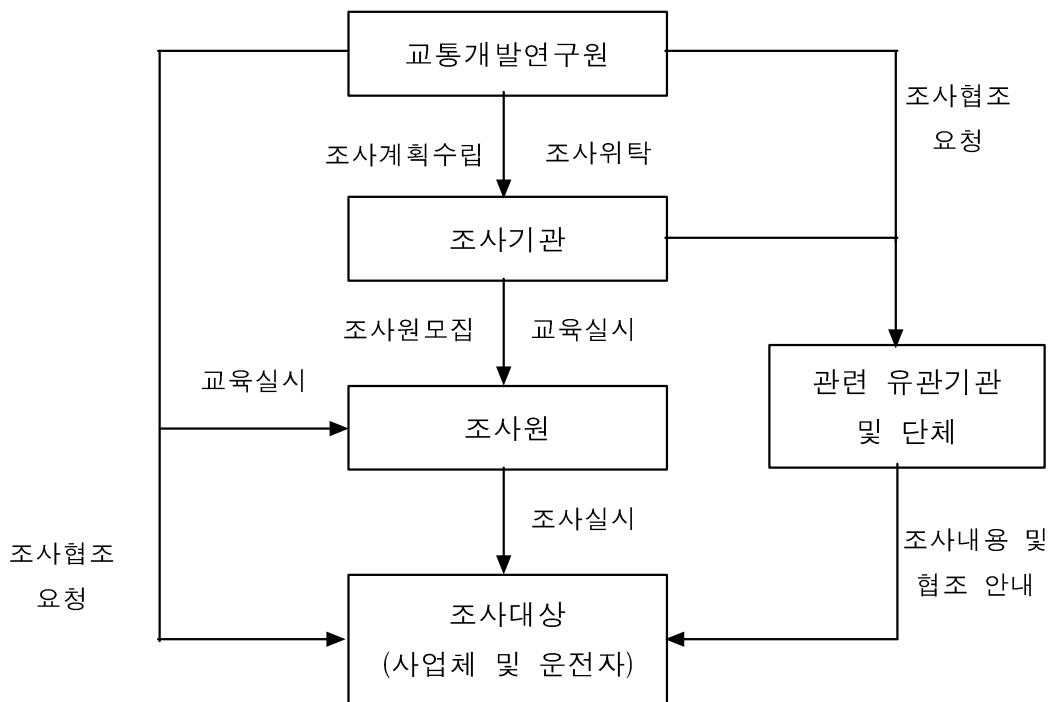 교통개발연구원
조사협조
요청
조사계획수립 조사위탁
조사기관
조사원모집 교육실시
교육실시
관련 유관기관
및 단체
조사원
조사실시
조사협조
요청
조사내용 및
협조 안내
조사대상
(사업체 및 운전자)